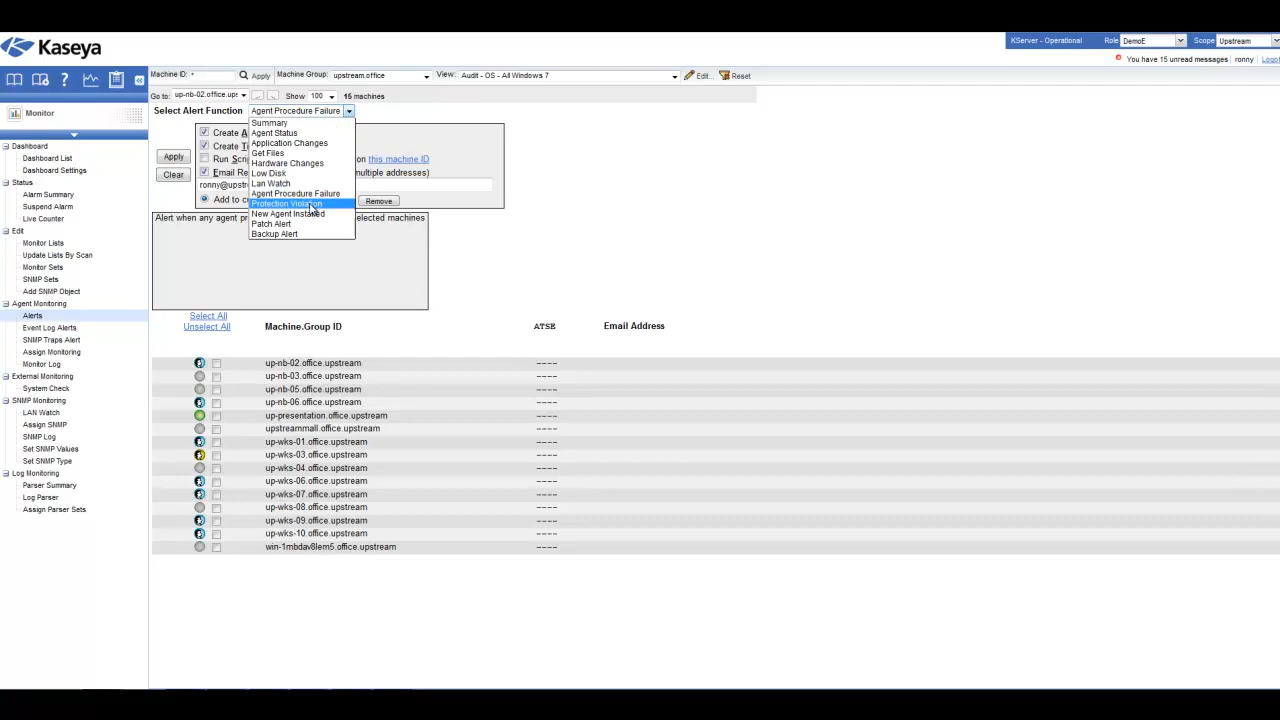 Kaseya
KServer - Operational Role DemoE Scope Upstream
You have 15 unread messages ronny
Machine ID: * Apply Machine Group: upstream.office View: Audit - OS - All Windows 7 Edit... Reset
Go to: up-nb-02.office.ups Show 100 15 machines
Select Alert Function Agent Procedure Failure
Summary
Agent Status
Application Changes
Get Files
Hardware Changes
Low Disk
Lan Watch
Agent Procedure Failure
Protection Violation
New Agent Installed
Patch Alert
Backup Alert
Apply
Clear
Create A
Create Ti
Run Scrip on this machine ID
Email Re multiple addresses)
ronny@upstre
Add to cu Remove
Alert when any agent pr elected machines
Monitor
Dashboard
Dashboard List
Dashboard Settings
Status
Alarm Summary
Suspend Alarm
Live Counter
Edit
Monitor Lists
Update Lists By Scan
Monitor Sets
SNMP Sets
Add SNMP Object
Agent Monitoring
Alerts
Event Log Alerts
SNMP Traps Alert
Assign Monitoring
Monitor Log
External Monitoring
System Check
SNMP Monitoring
LAN Watch
Assign SNMP
SNMP Log
Set SNMP Values
Set SNMP Type
Log Monitoring
Parser Summary
Log Parser
Assign Parser Sets
Select All
Unselect All
Machine.Group ID ATSE Email Address
up-nb-02.office.upstream ----
up-nb-03.office.upstream ----
up-nb-05.office.upstream ----
up-nb-06.office.upstream ----
up-presentation.office.upstream ----
upstreammall.office.upstream ----
up-wks-01.office.upstream ----
up-wks-03.office.upstream ----
up-wks-04.office.upstream ----
up-wks-06.office.upstream ----
up-wks-07.office.upstream ----
up-wks-08.office.upstream ----
up-wks-09.office.upstream ----
up-wks-10.office.upstream ----
win-1mbdav6lem5.office.upstream ----